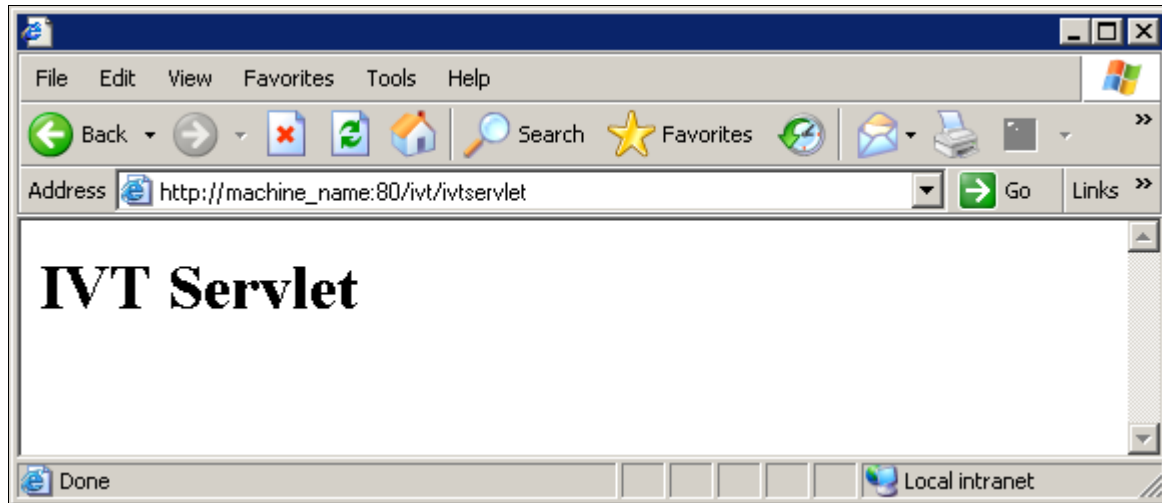 File Edit View Favorites Tools Help
Back Search Favorites »
Address http://machine_name:80/ivt/ivtservlet Go Links »
IVT Servlet
Done Local intranet